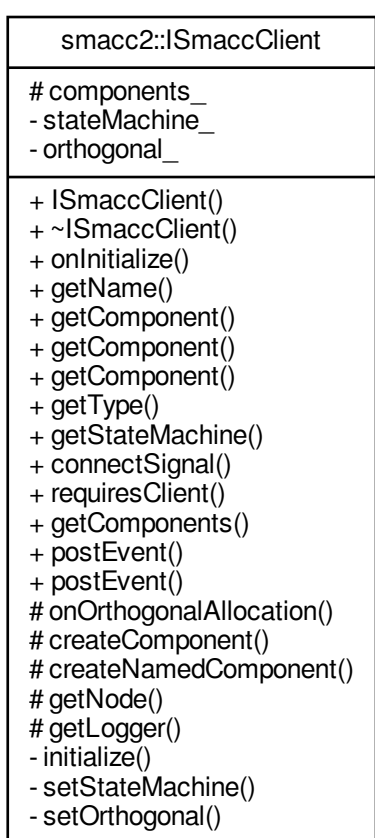 smacc2::ISmaccClient
# components_
- stateMachine_
- orthogonal_
+ ISmaccClient()
+ ~ISmaccClient()
+ onInitialize()
+ getName()
+ getComponent()
+ getComponent()
+ getComponent()
+ getType()
+ getStateMachine()
+ connectSignal()
+ requiresClient()
+ getComponents()
+ postEvent()
+ postEvent()
# onOrthogonalAllocation()
# createComponent()
# createNamedComponent()
# getNode()
# getLogger()
- initialize()
- setStateMachine()
- setOrthogonal()